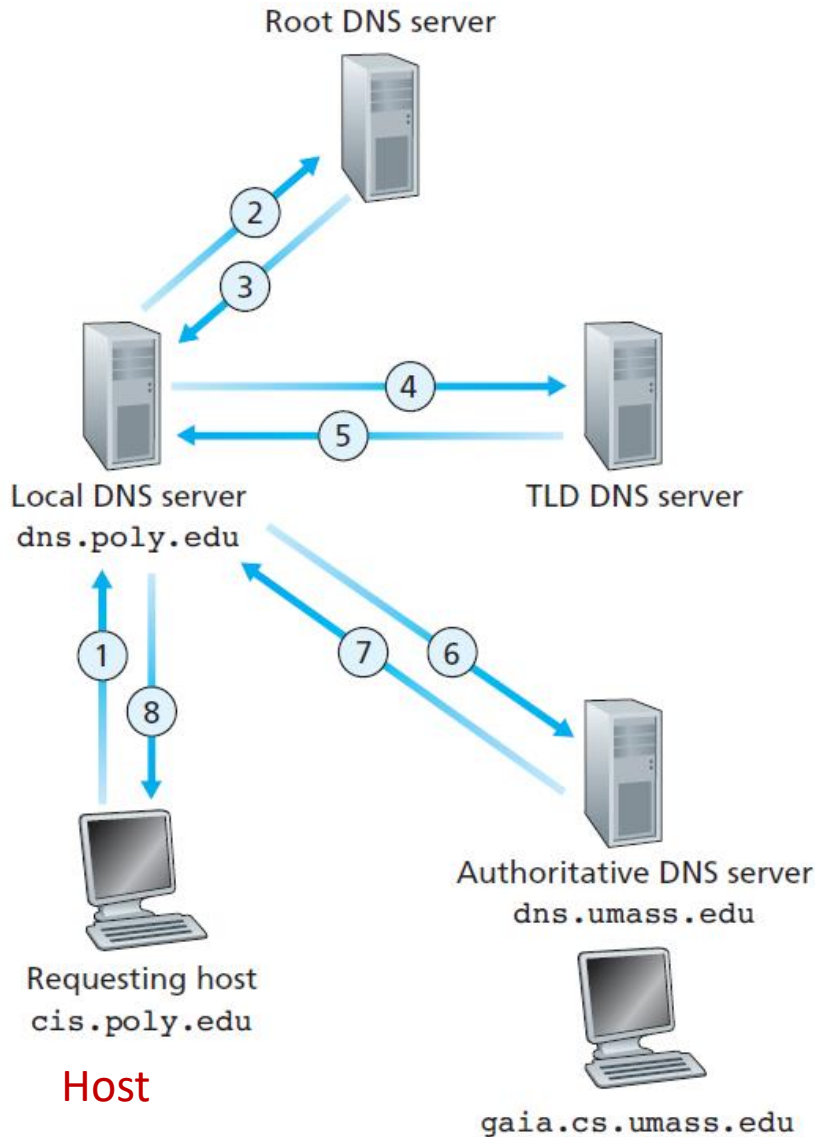 Root DNS server
2
3
4
5
Local DNS server
dns.poly.edu
TLD DNS server
1
8
7
6
Authoritative DNS server
dns.umass.edu
Requesting host
cis.poly.edu
Host
gaia.cs.umass.edu